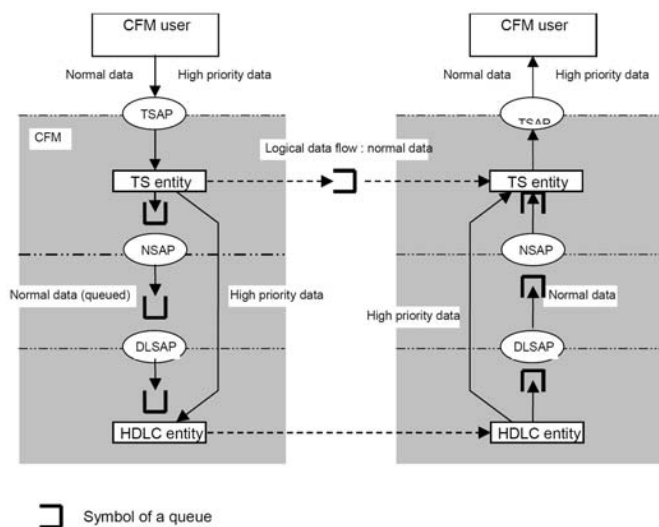 CFM user
CFM user
Normal data
High priority data
Normal data
High priority data
TSAP
TSAP
CFM
Logical data flow : normal data
TS entity
TS entity
NSAP
NSAP
Normal data (queued)
High priority data
Normal data
High priority data
DLSAP
DLSAP
HDLC entity
HDLC entity
Symbol of a queue